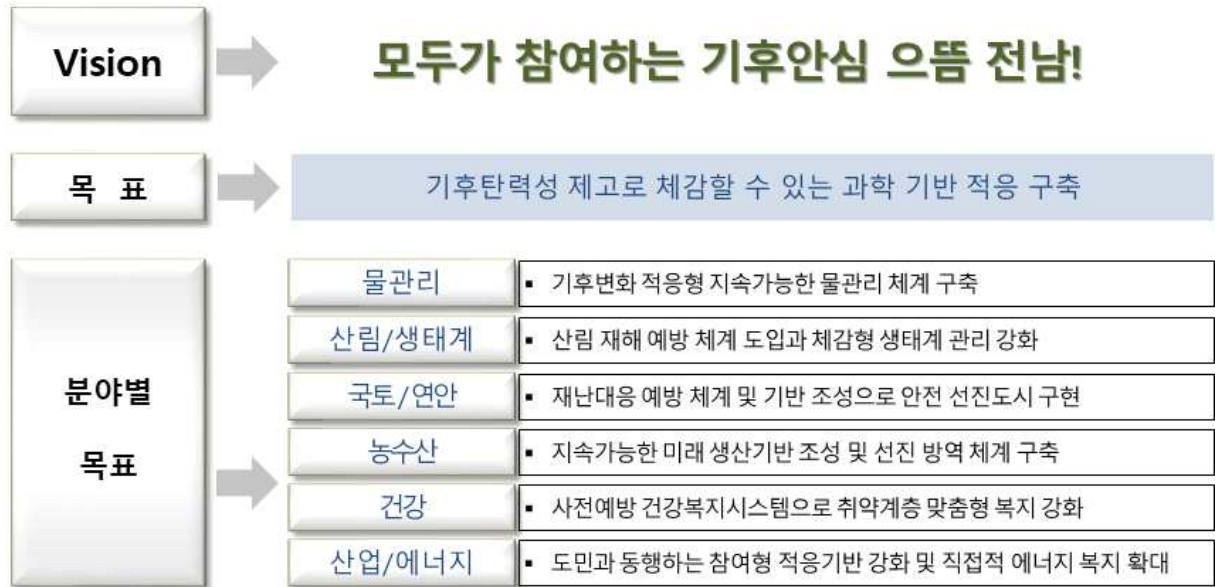 Vision
모두가 참여하는 기후안심 으뜸 전남!
목 표
기후탄력성 제고로 체감할 수 있는 과학 기반 적응 구축
분야별
목표
물관리
▪ 기후변화 적응형 지속가능한 물관리 체계 구축
산림/생태계
▪ 산림 재해 예방 체계 도입과 체감형 생태계 관리 강화
국토/연안
▪ 재난대응 예방 체계 및 기반 조성으로 안전 선진도시 구현
농수산
▪ 지속가능한 미래 생산기반 조성 및 선진 방역 체계 구축
건강
▪ 사전예방 건강복지시스템으로 취약계층 맞춤형 복지 강화
산업/에너지
▪ 도민과 동행하는 참여형 적응기반 강화 및 직접적 에너지 복지 확대